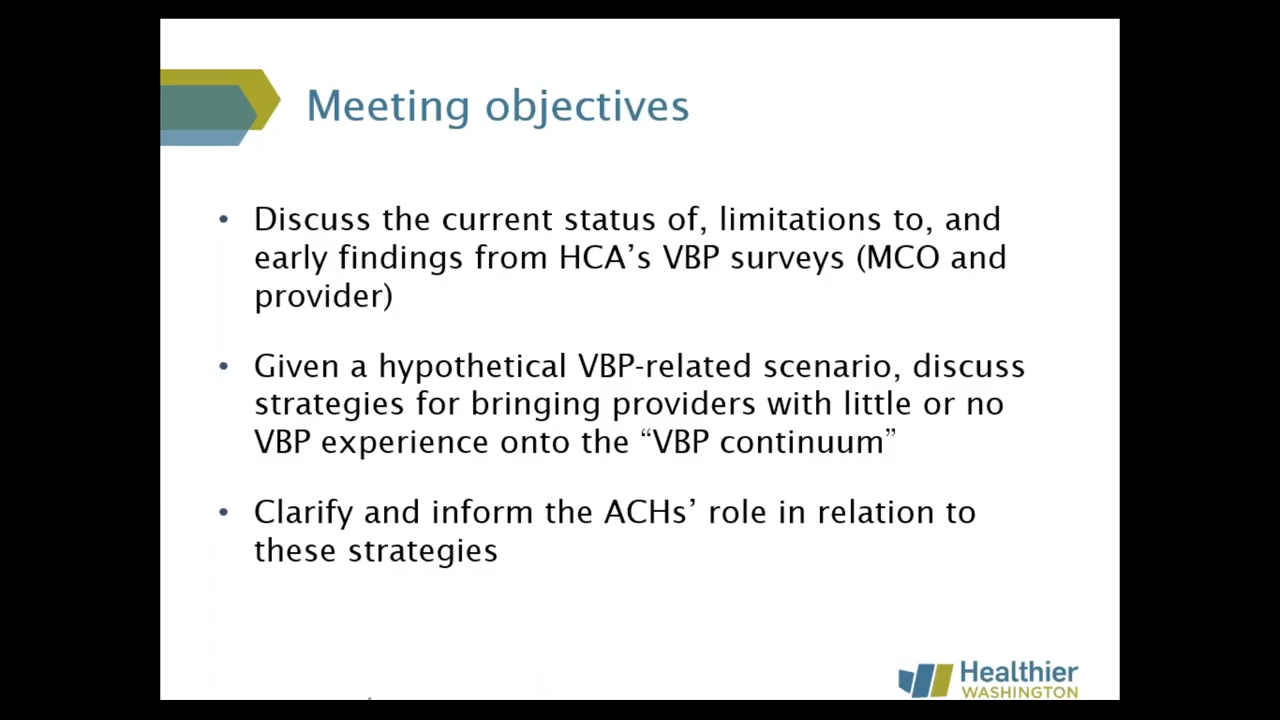 Meeting objectives
• Discuss the current status of, limitations to, and
early findings from HCA’s VBP surveys (MCO and
provider)
• Given a hypothetical VBP-related scenario, discuss
strategies for bringing providers with little or no
VBP experience onto the “VBP continuum”
• Clarify and inform the ACHs’ role in relation to
these strategies
Healthier
WASHINGTON